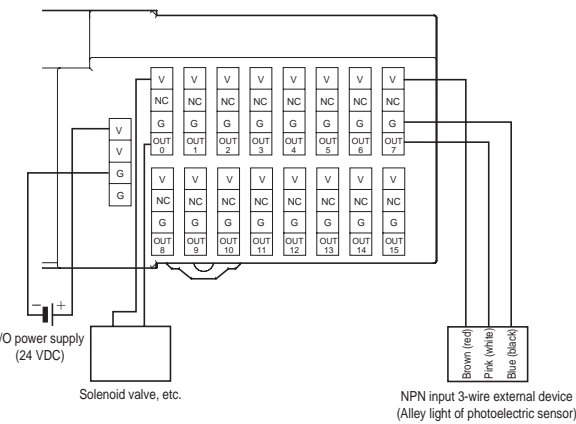 V V V V V V V V
NC NC NC NC NC NC NC NC
G G G G G G G G
OUT 0 OUT 1 OUT 2 OUT 3 OUT 4 OUT 5 OUT 6 OUT 7
V
V
G
G
V V V V V V V V
NC NC NC NC NC NC NC NC
G G G G G G G G
OUT 8 OUT 9 OUT 10 OUT 11 OUT 12 OUT 13 OUT 14 OUT 15
− +
/O power supply
(24 VDC)
Solenoid valve, etc.
Brown (red)
Pink (white)
Blue (black)
NPN input 3-wire external device
(Alley light of photoelectric sensor)